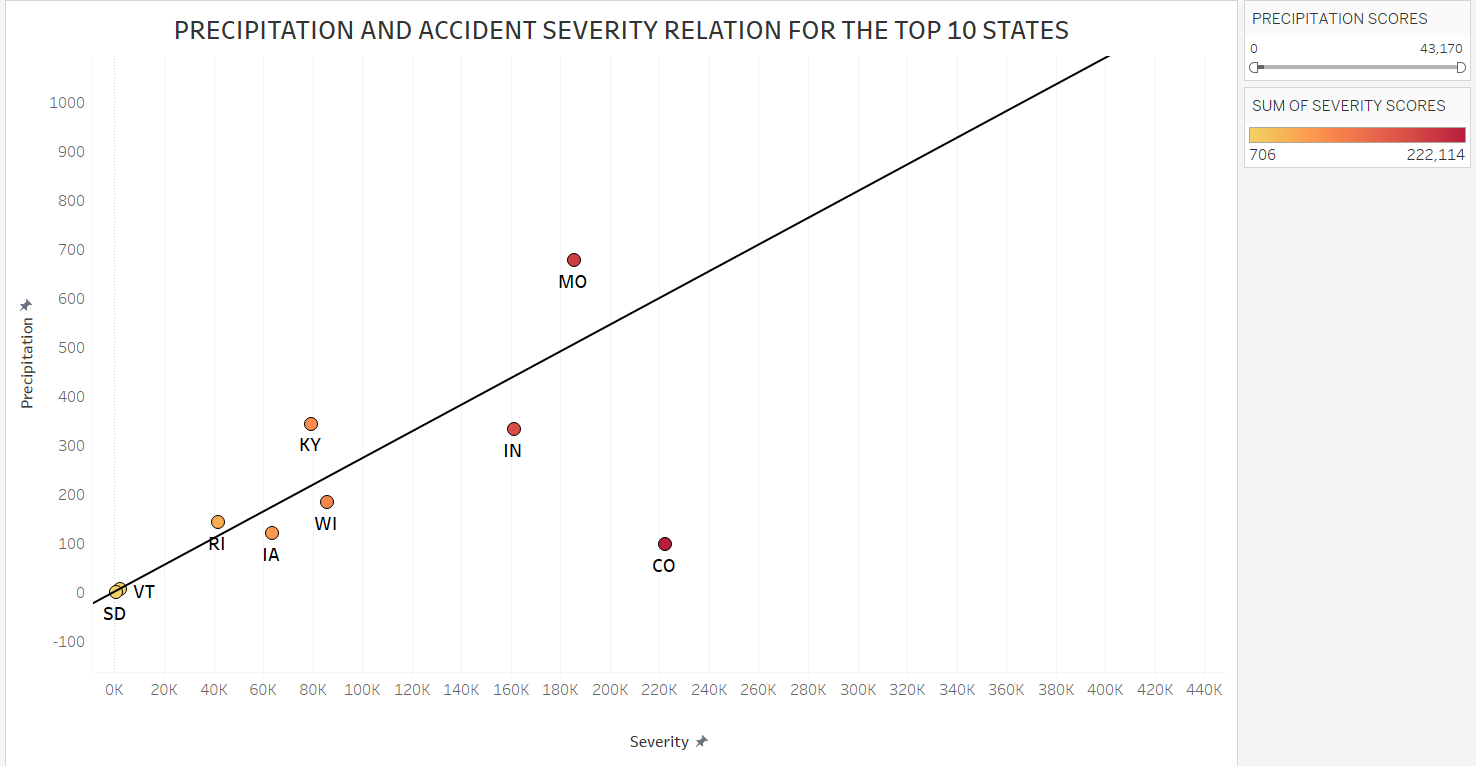 PRECIPITATION AND ACCIDENT SEVERITY RELATION FOR THE TOP 10 STATES
1000
900
800
700
600
500
400
300
200
100
0
-100
Precipitation
MO
KY
IN
WI
RI
IA
CO
VT
SD
0K 20K 40K 60K 80K 100K 120K 140K 160K 180K 200K 220K 240K 260K 280K 300K 320K 340K 360K 380K 400K 420K 440K
Severity
PRECIPITATION SCORES
0 43,170
SUM OF SEVERITY SCORES
706 222,114